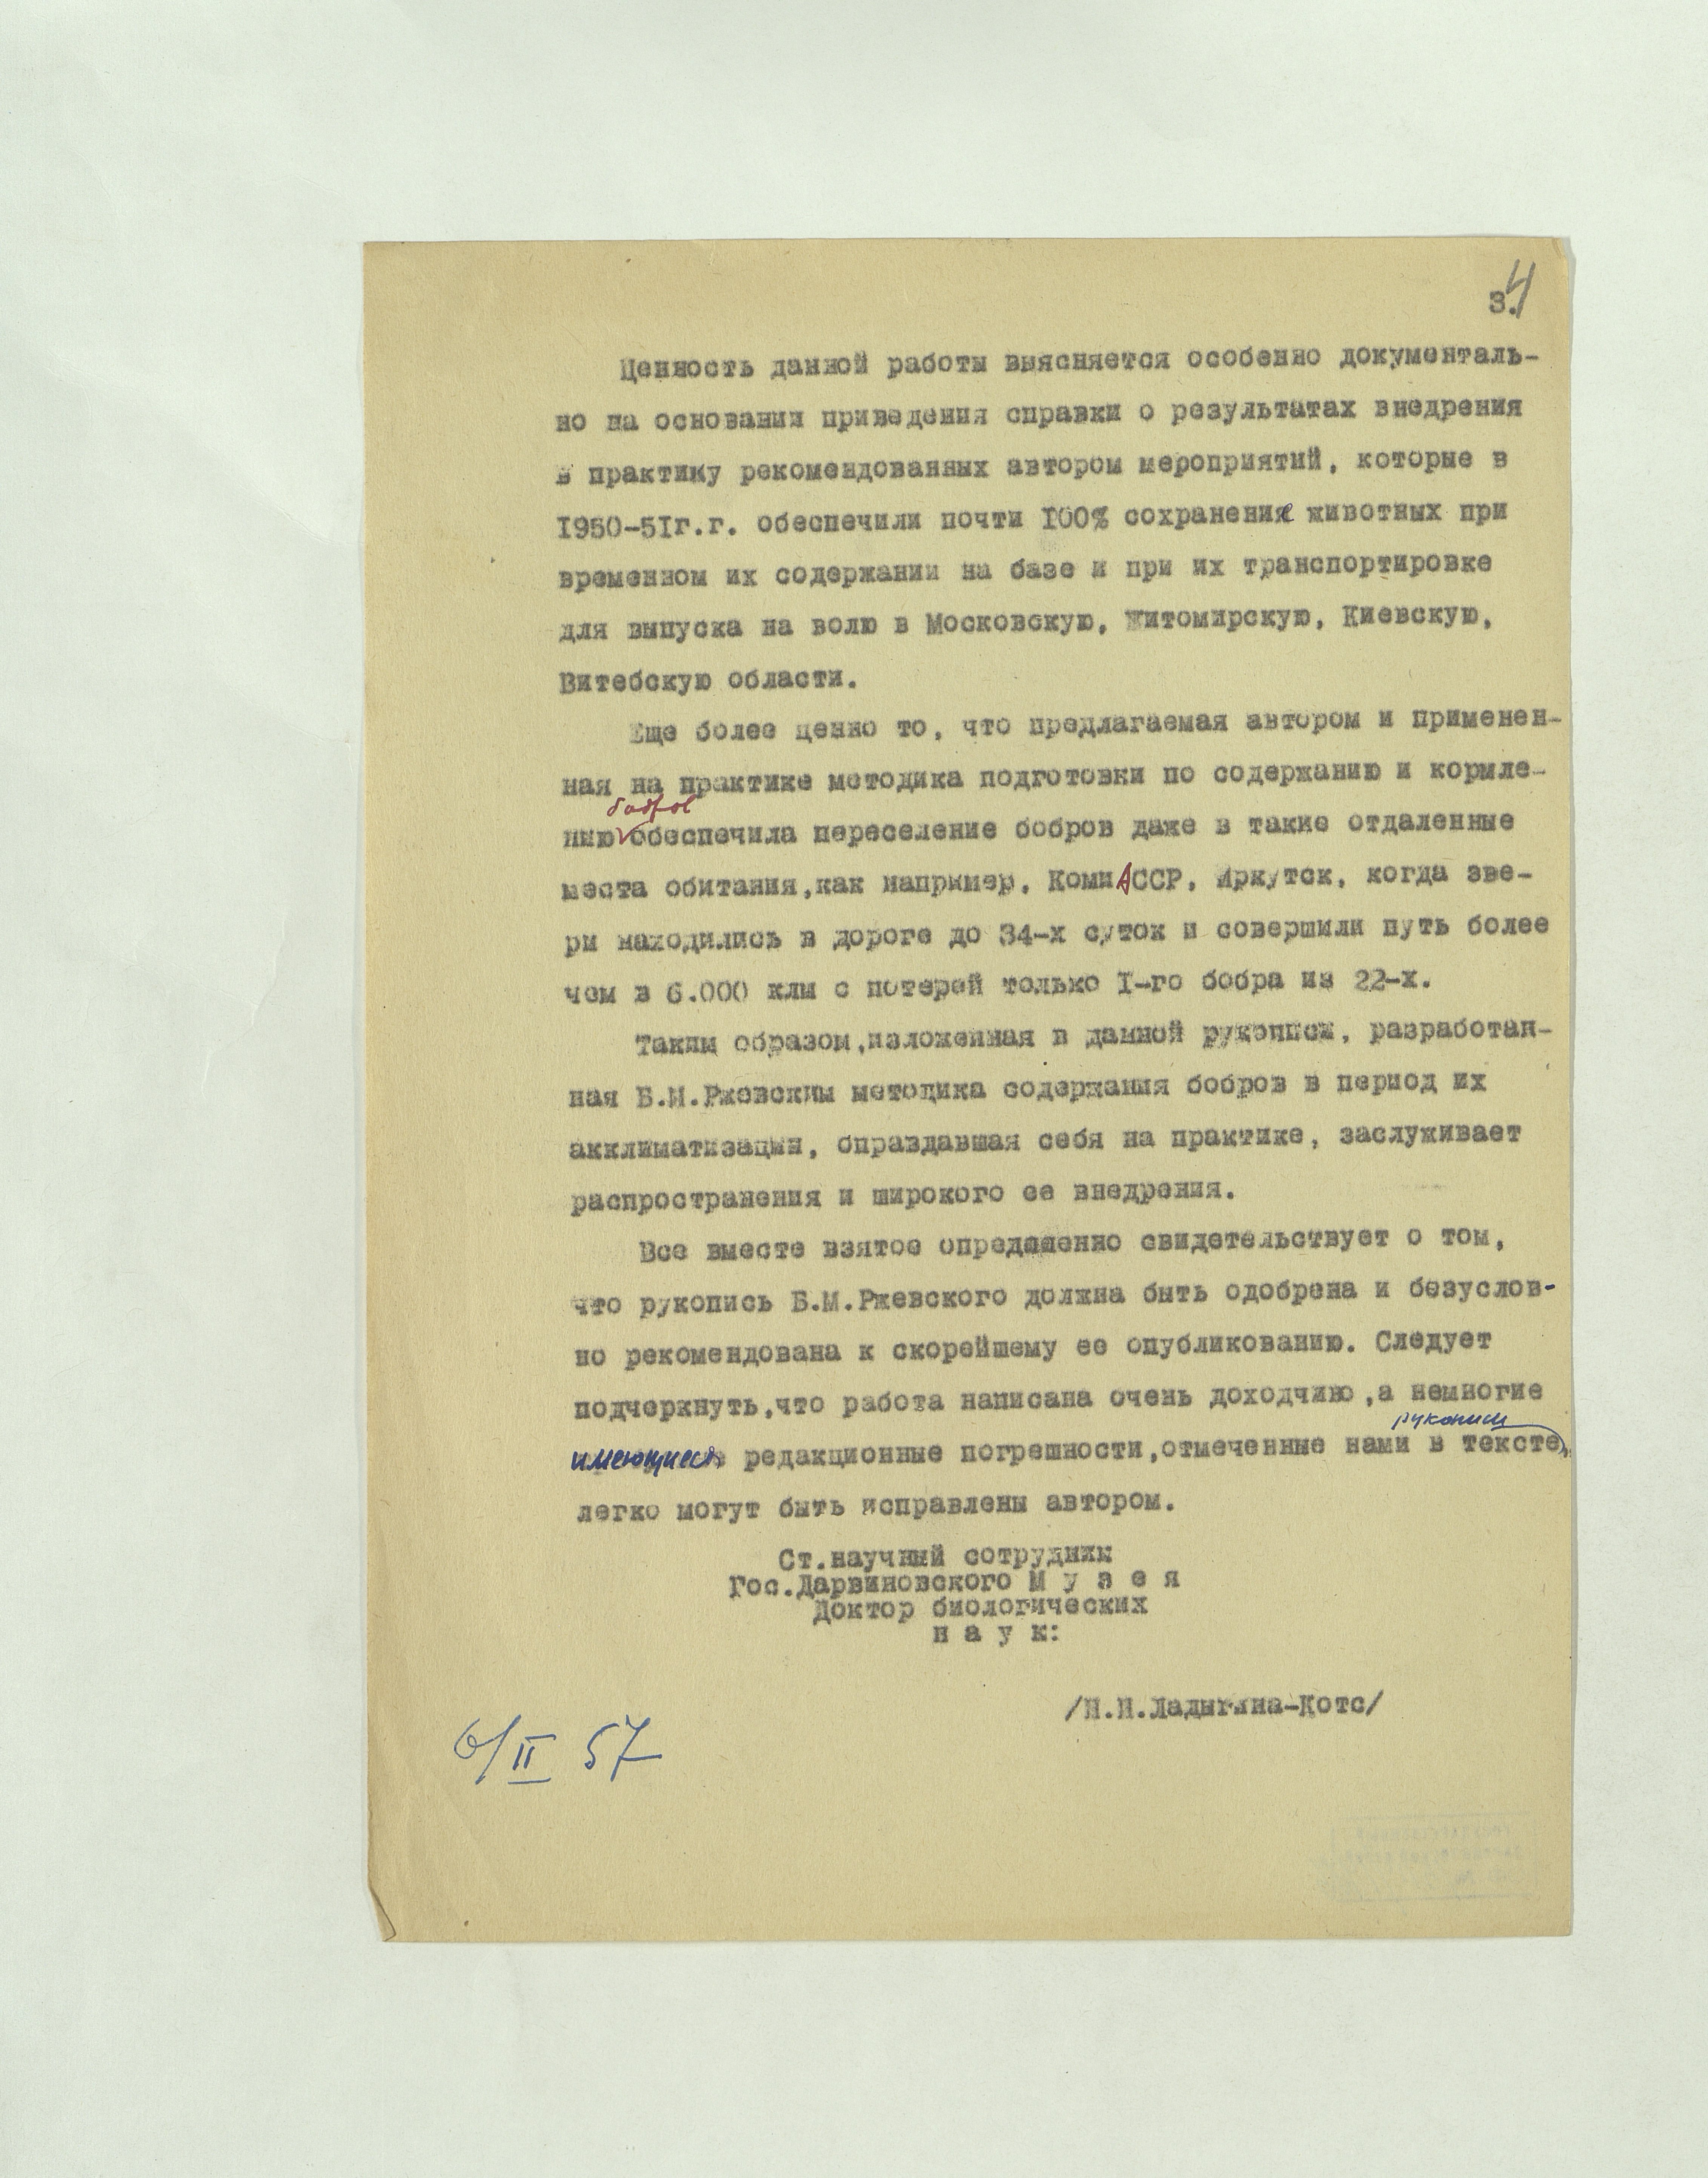 3. 4
Ценность данной работы выясняется особенно документаль-
но на основании приведения справки о результатах внедрения
в практику рекомендованных автором мероприятий, которые в
1950-51г.г. обеспечили почти 100% сохранение животных при
временном их содержании на базе и при их транспортировке
для выпуска на волю в Московскую, Житомирскую, Киевскую,
Витебскую области.
Еще более ценно то, что предлагаемая автором и применен-
ная на практике методика подготовки по содержанию и кормле-
бобров
нию обеспечила переселение бобров даже в такие отдаленные
места обитания,как например, Коми АССР, Иркутск, когда зве-
ри находились в дороге до 34-х суток и совершили путь более
чем в 6.000 клм с потерей только I-го бобра из 22-х.
Таким образом,изложенная в данной рукописи, разработан-
ная Б.М.Ржевским методика содержания бобров в период их
акклиматизации, оправдавшая себя на практике, заслуживает
распространения и широкого ее внедрения.
Все вместе взятое определенно свидетельствует о том,
что рукопись Б.М.Ржевского должна быть одобрена и безуслов-
но рекомендована к скорейшему ее опубликованию. Следует
подчеркнуть,что работа написана очень доходчиво,а немногие
рукописи
имеющиеся редакционные погрешности,отмеченные нами в тексте,
легко могут быть исправлены автором.
Ст.научный сотрудник
Гос.Дарвиновского М у з е я
Доктор биологических
н а у к:
/Н.Н.Ладыгина-Котс/
6/II 57